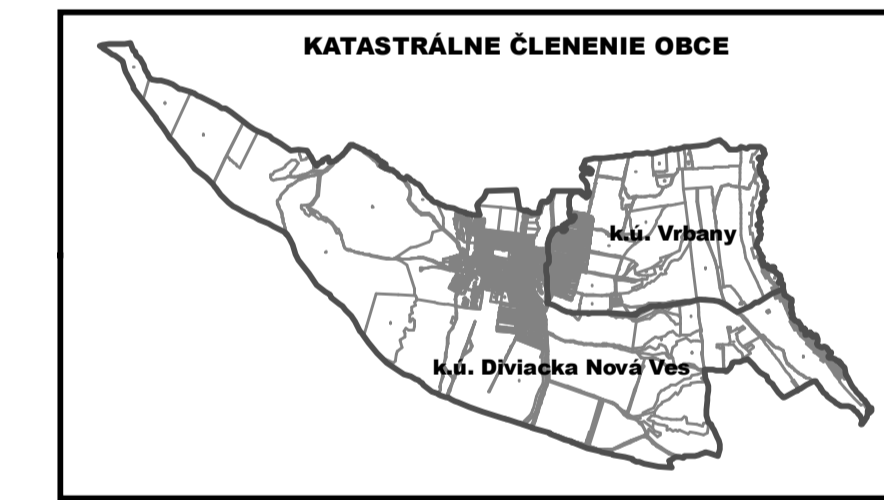 KATASTRÁLNE ČLENENIE OBCE
k.ú. Vrbany
k.ú. Diviacka Nová Ves